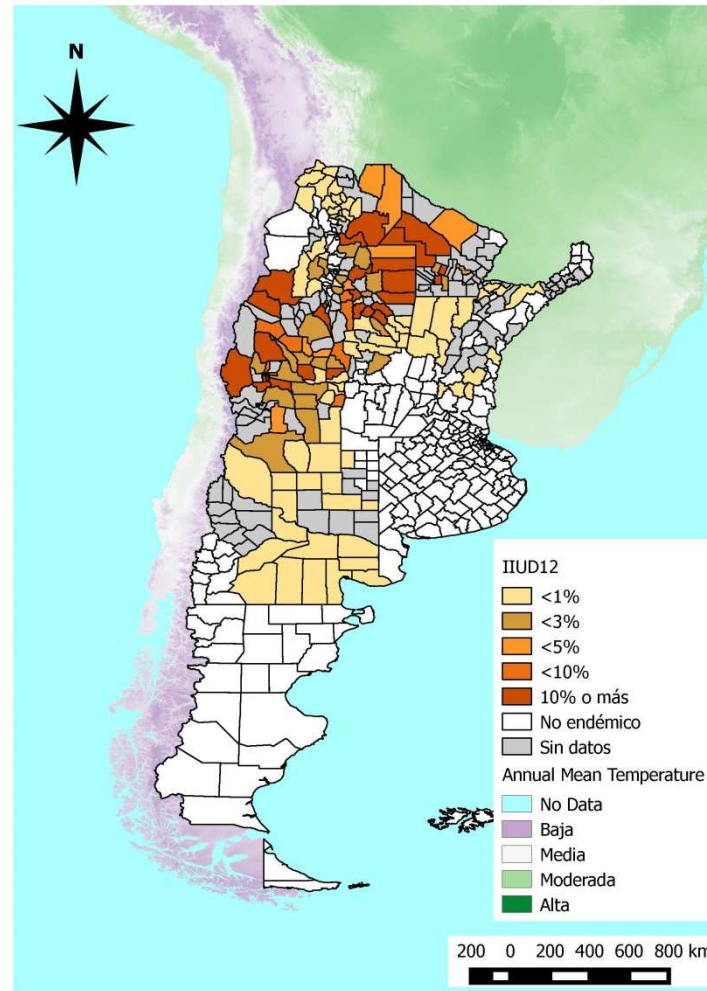 N
IIUD12
<1%
<3%
<5%
<10%
10% o más
No endémico
Sin datos
Annual Mean Temperature
No Data
Baja
Media
Moderada
Alta
200 0 200 400 600 800 km